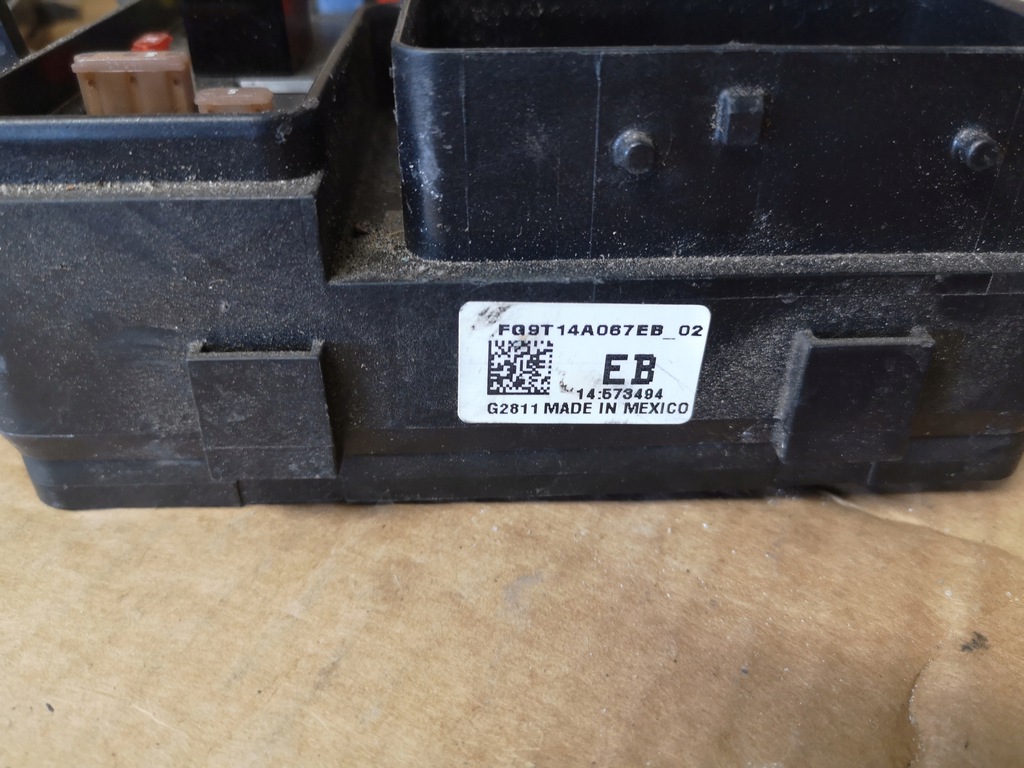 FG9T14A067EB_02
EB
14:573494
G2811 MADE IN MEXICO